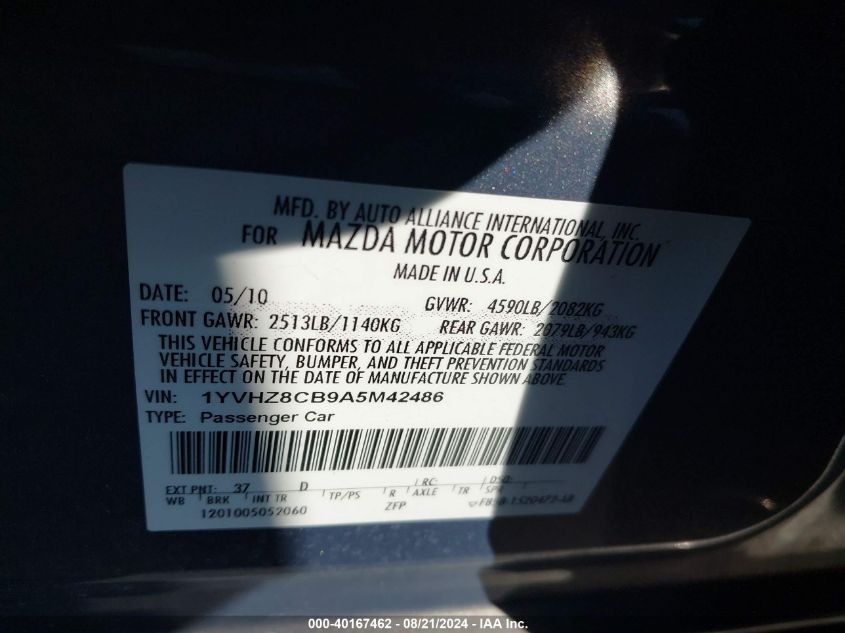 MFD. BY AUTO ALLIANCE INTERNATIONAL, INC.
FOR MAZDA MOTOR CORPORATION
MADE IN U.S.A.
DATE: 05/10 GVWR: 4590LB/2082KG
FRONT GAWR: 2513LB/1140KG REAR GAWR: 2079LB/943KG
THIS VEHICLE CONFORMS TO ALL APPLICABLE FEDERAL MOTOR
VEHICLE SAFETY, BUMPER, AND THEFT PREVENTION STANDARDS
IN EFFECT ON THE DATE OF MANUFACTURE SHOWN ABOVE.
VIN: 1YVHZ8CB9A5M42486
TYPE: Passenger Car
EXT PNT: 37 D RC: DSO:
WB BRK INT TR TP/PS R AXLE TR SPR
1201005052060 ZFP
000-40167462 - 08/21/2024 - IAA Inc.